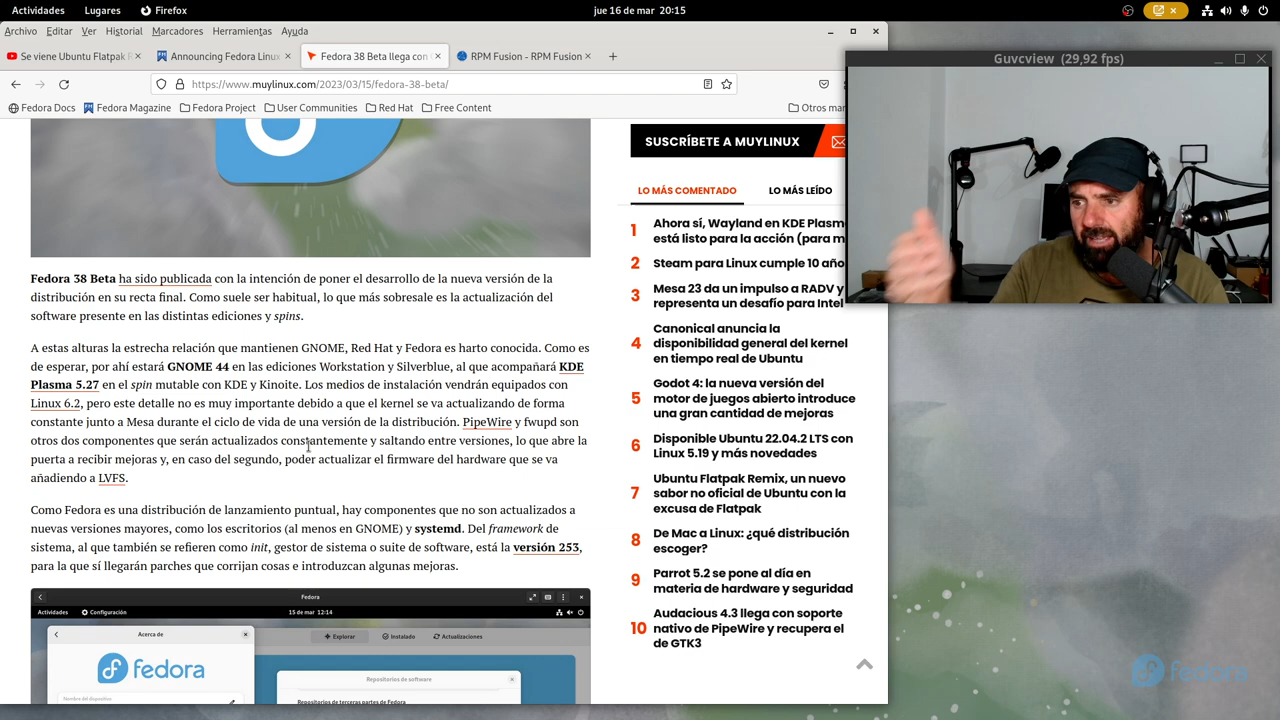 Actividades Lugares Firefox jue 16 de mar 20:15
Archivo Editar Ver Historial Marcadores Herramientas Ayuda
Se viene Ubuntu Flatpak Announcing Fedora Linux Fedora 38 Beta llega con RPM Fusion - RPM Fusion
https://www.muylinux.com/2023/03/15/fedora-38-beta/
Fedora Docs Fedora Magazine Fedora Project User Communities Red Hat Free Content Otros mar
Guvcview (29,92 fps)
SUSCRÍBETE A MUYLINUX
LO MÁS COMENTADO LO MÁS LEÍDO
1 Ahora sí, Wayland en KDE Plasm
está listo para la acción (para m
2 Steam para Linux cumple 10 año
3 Mesa 23 da un impulso a RADV y
representa un desafío para Intel
4 Canonical anuncia la
disponibilidad general del kernel
en tiempo real de Ubuntu
5 Godot 4: la nueva versión del
motor de juegos abierto introduce
una gran cantidad de mejoras
6 Disponible Ubuntu 22.04.2 LTS con
Linux 5.19 y más novedades
7 Ubuntu Flatpak Remix, un nuevo
sabor no oficial de Ubuntu con la
excusa de Flatpak
8 De Mac a Linux: ¿qué distribución
escoger?
9 Parrot 5.2 se pone al día en
materia de hardware y seguridad
10 Audacious 4.3 llega con soporte
nativo de PipeWire y recupera el
de GTK3
Fedora 38 Beta ha sido publicada con la intención de poner el desarrollo de la nueva versión de la
distribución en su recta final. Como suele ser habitual, lo que más sobresale es la actualización del
software presente en las distintas ediciones y spins.
A estas alturas la estrecha relación que mantienen GNOME, Red Hat y Fedora es harto conocida. Como es
de esperar, por ahí estará GNOME 44 en las ediciones Workstation y Silverblue, al que acompañará KDE
Plasma 5.27 en el spin mutable con KDE y Kinoite. Los medios de instalación vendrán equipados con
Linux 6.2, pero este detalle no es muy importante debido a que el kernel se va actualizando de forma
constante junto a Mesa durante el ciclo de vida de una versión de la distribución. PipeWire y fwupd son
otros dos componentes que serán actualizados constantemente y saltando entre versiones, lo que abre la
puerta a recibir mejoras y, en caso del segundo, poder actualizar el firmware del hardware que se va
añadiendo a LVFS.
Como Fedora es una distribución de lanzamiento puntual, hay componentes que no son actualizados a
nuevas versiones mayores, como los escritorios (al menos en GNOME) y systemd. Del framework de
sistema, al que también se refieren como init, gestor de sistema o suite de software, está la versión 253,
para la que sí llegarán parches que corrijan cosas e introduzcan algunas mejoras.
Fedora
Actividades Configuración 15 de mar 12:14
Acerca de Explorar Instalado Actualizaciones
fedora
Repositorios de software
Nombre del dispositivo
Repositorios de terceras partes de Fedora
fedora